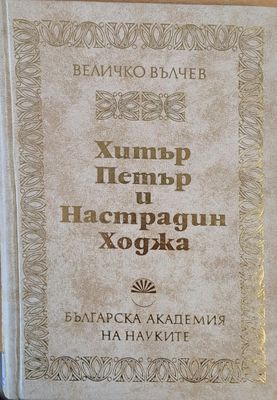 ВЕЛИЧКО ВЪЛЧЕВ
Хитър
Петър
и
Настрадин
Ходжа
БЪЛГАРСКА АКАДЕМИЯ
НА НАУКИТЕ